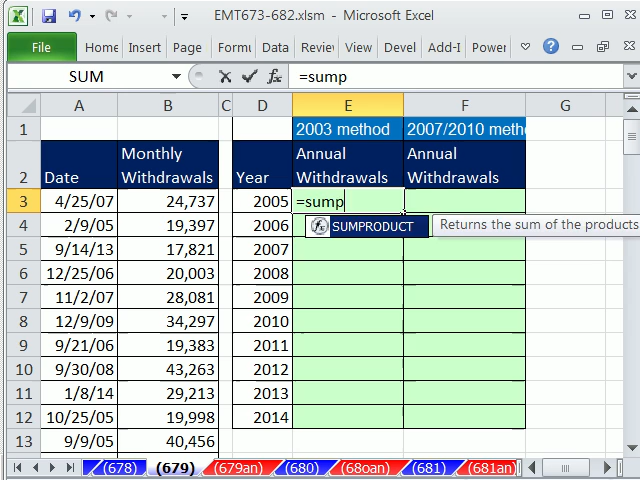 EMT673-682.xlsm - Microsoft Excel
File Home Insert Page Formu Data Reviev View Devel Add-I Power
SUM =sump
A B C D E F G
1 2003 method 2007/2010 meth
2 Date Monthly Withdrawals Year Annual Withdrawals Annual Withdrawals
3 4/25/07 24,737 2005 =sump
SUMPRODUCT Returns the sum of the products
4 2/9/05 19,397 2006
5 9/14/13 17,821 2007
6 12/25/06 20,003 2008
7 11/2/07 28,081 2009
8 12/9/09 34,297 2010
9 9/21/06 19,383 2011
10 9/30/08 43,263 2012
11 1/8/14 29,213 2013
12 10/25/05 19,998 2014
13 9/9/05 40,456
(678) (679) (679an) (680) (68oan) (681) (681an)